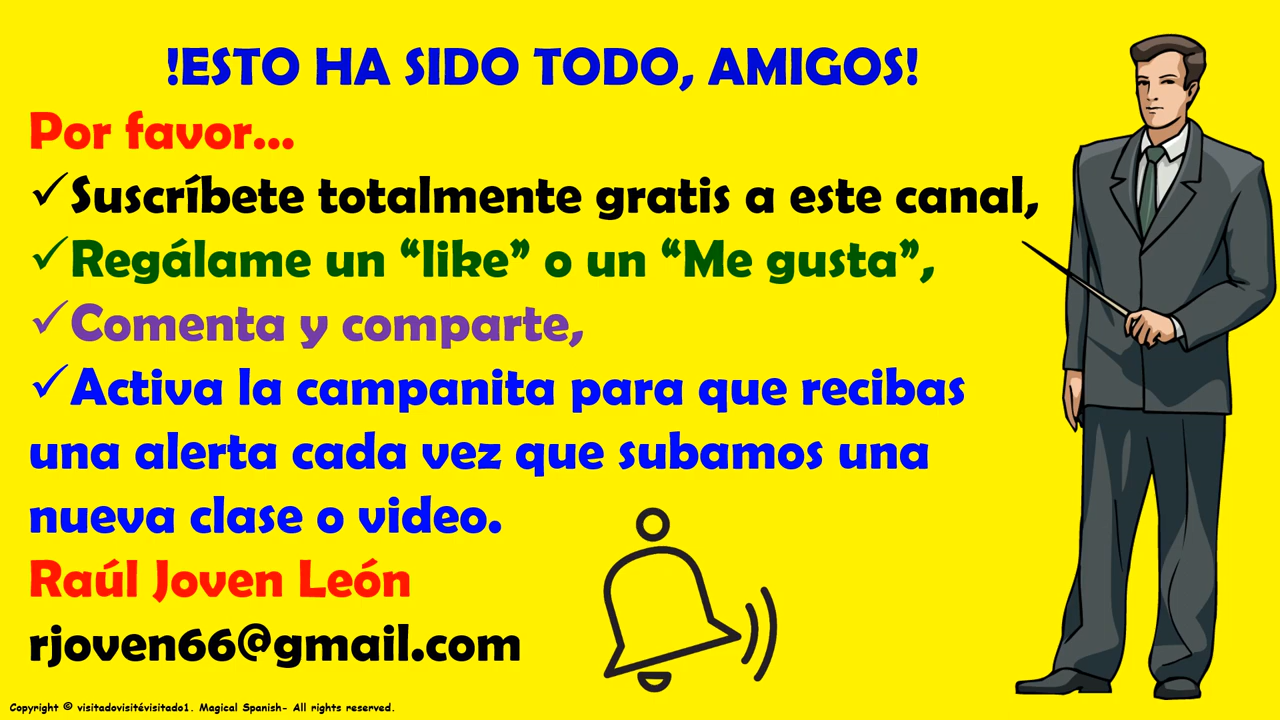 !ESTO HA SIDO TODO, AMIGOS!
Por favor...
✓Suscríbete totalmente gratis a este canal,
✓Regálame un “like” o un “Me gusta”,
✓Comenta y comparte,
✓Activa la campanita para que recibas
una alerta cada vez que subamos una
nueva clase o video.
Raúl Joven León
rjoven66@gmail.com
Copyright © visitadovisitévisitado1. Magical Spanish- All rights reserved.